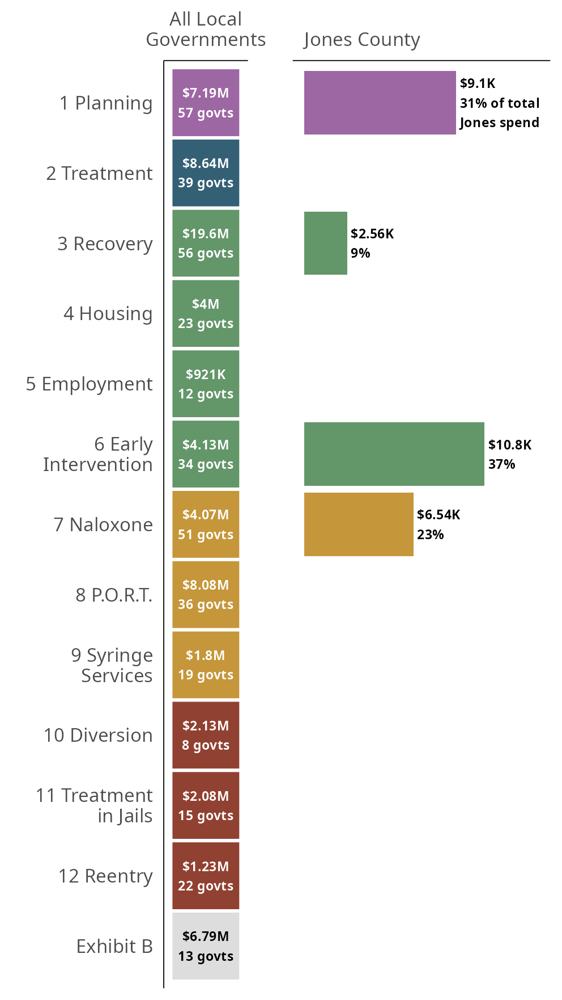 All Local
Governments
Jones County
1 Planning
$7.19M
57 govts
$9.1K
31% of total
Jones spend
2 Treatment
$8.64M
39 govts
3 Recovery
$19.6M
56 govts
$2.56K
9%
4 Housing
$4M
23 govts
5 Employment
$921K
12 govts
6 Early
Intervention
$4.13M
34 govts
$10.8K
37%
7 Naloxone
$4.07M
51 govts
$6.54K
23%
8 P.O.R.T.
$8.08M
36 govts
9 Syringe
Services
$1.8M
19 govts
10 Diversion
$2.13M
8 govts
11 Treatment
in Jails
$2.08M
15 govts
12 Reentry
$1.23M
22 govts
Exhibit B
$6.79M
13 govts